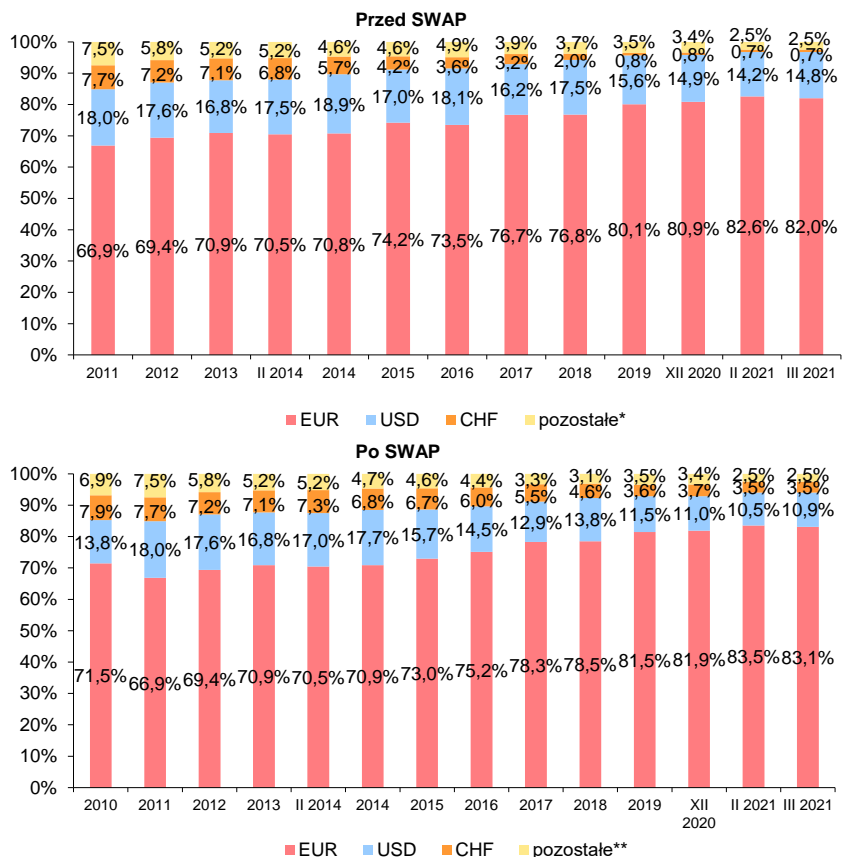 Przed SWAP
100%
90%
80%
70%
60%
50%
40%
30%
20%
10%
0%
7,5% 5,8% 5,2% 5,2% 4,6% 4,6% 4,9% 3,9% 3,7% 3,5% 3,4% 2,5% 2,5%
7,7% 7,2% 7,1% 6,8% 5,7% 4,2% 3,6% 3,2% 2,0% 0,8% 0,8% 0,7% 0,7%
18,0% 17,6% 16,8% 17,5% 18,9% 17,0% 18,1% 16,2% 17,5% 15,6% 14,9% 14,2% 14,8%
66,9% 69,4% 70,9% 70,5% 70,8% 74,2% 73,5% 76,7% 76,8% 80,1% 80,9% 82,6% 82,0%
2011 2012 2013 II 2014 2014 2015 2016 2017 2018 2019 XII 2020 II 2021 III 2021
EUR USD CHF pozostałe*
Po SWAP
100%
90%
80%
70%
60%
50%
40%
30%
20%
10%
0%
6,9% 7,5% 5,8% 5,2% 5,2% 4,7% 4,6% 4,4% 3,3% 3,1% 3,5% 3,4% 2,5% 2,5%
7,9% 7,7% 7,2% 7,1% 7,3% 6,8% 6,7% 6,0% 5,5% 4,6% 3,6% 3,7% 3,5% 3,5%
13,8% 18,0% 17,6% 16,8% 17,0% 17,7% 15,7% 14,5% 12,9% 13,8% 11,5% 11,0% 10,5% 10,9%
71,5% 66,9% 69,4% 70,9% 70,5% 70,9% 73,0% 75,2% 78,3% 78,5% 81,5% 81,9% 83,5% 83,1%
2010 2011 2012 2013 II 2014 2014 2015 2016 2017 2018 2019 XII 2020 II 2021 III 2021
EUR USD CHF pozostałe**